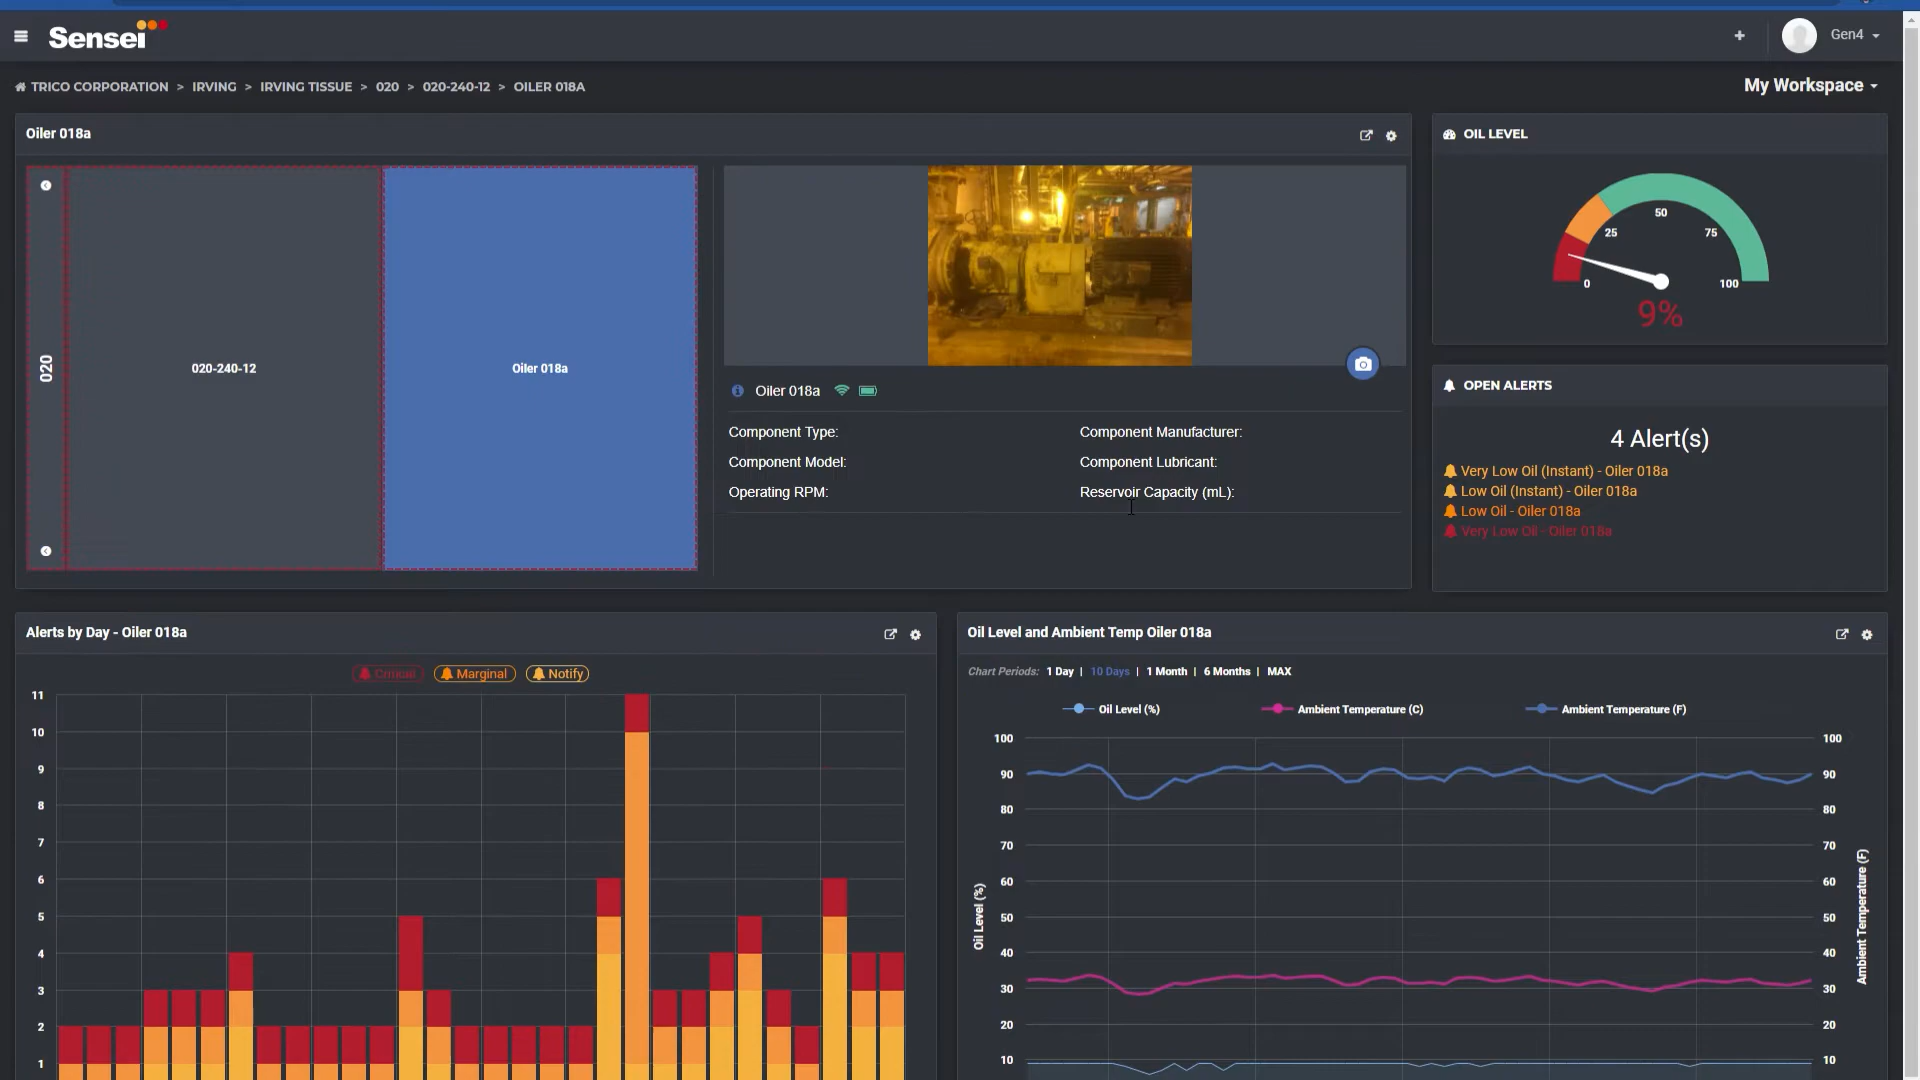 Sensei
Gen4
TRICO CORPORATION > IRVING > IRVING TISSUE > 020 > 020-240-12 > OILER 018A
My Workspace
Oiler 018a
020
020-240-12
Oiler 018a
Oiler 018a
Component Type:
Component Manufacturer:
Component Model:
Component Lubricant:
Operating RPM:
Reservoir Capacity (mL):
OIL LEVEL
0
25
50
75
100
9%
OPEN ALERTS
4 Alert(s)
Very Low Oil (Instant) - Oiler 018a
Low Oil (Instant) - Oiler 018a
Low Oil - Oiler 018a
Very Low Oil - Oiler 018a
Alerts by Day - Oiler 018a
Critical
Marginal
Notify
11
10
9
8
7
6
5
4
3
2
1
Oil Level and Ambient Temp Oiler 018a
Chart Periods: 1 Day | 10 Days | 1 Month | 6 Months | MAX
Oil Level (%)
Ambient Temperature (C)
Ambient Temperature (F)
100
90
80
70
60
50
40
30
20
10
Oil Level (%)
100
90
80
70
60
50
40
30
20
10
Ambient Temperature (F)